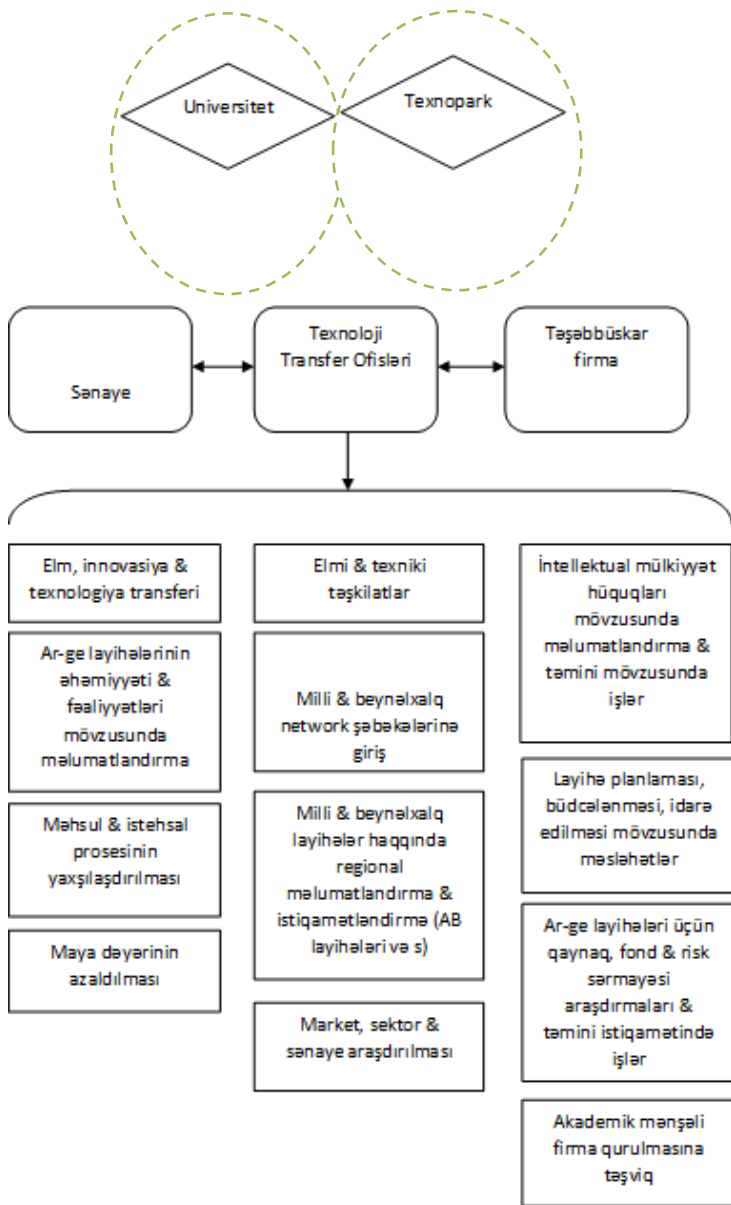 Universitet
Texnopark
Sənaye
Texnoloji
Transfer Ofisləri
Təşəbbüskar
firma
Elm, innovasiya &
texnologiya transferi
Ar-ge layihələrinin
əhəmiyyəti &
fəaliyyətləri
mövzusunda
məlumatlandırma
Məhsul & istehsal
prosesinin
yaxşılaşdırılması
Maya dəyərinin
azaldılması
Elmi & texniki
təşkilatlar
Milli & beynəlxalq
network şəbəkələrinə
giriş
Milli & beynəlxalq
layihələr haqqında
regional
məlumatlandırma &
istiqamətləndirmə (AB
layihələri və s)
Market, sektor &
sənaye araşdırılması
İntellektual mülkiyyət
hüquqları
mövzusunda
məlumatlandırma &
təmini mövzusunda
işlər
Layihə planlaması,
büdcələnməsi, idarə
edilməsi mövzusunda
məsləhətlər
Ar-ge layihələri üçün
qaynaq, fond & risk
sərmayəsi
araşdırmaları &
təmini istiqamətində
işlər
Akademik mənşəli
firma qurulmasına
təşviq